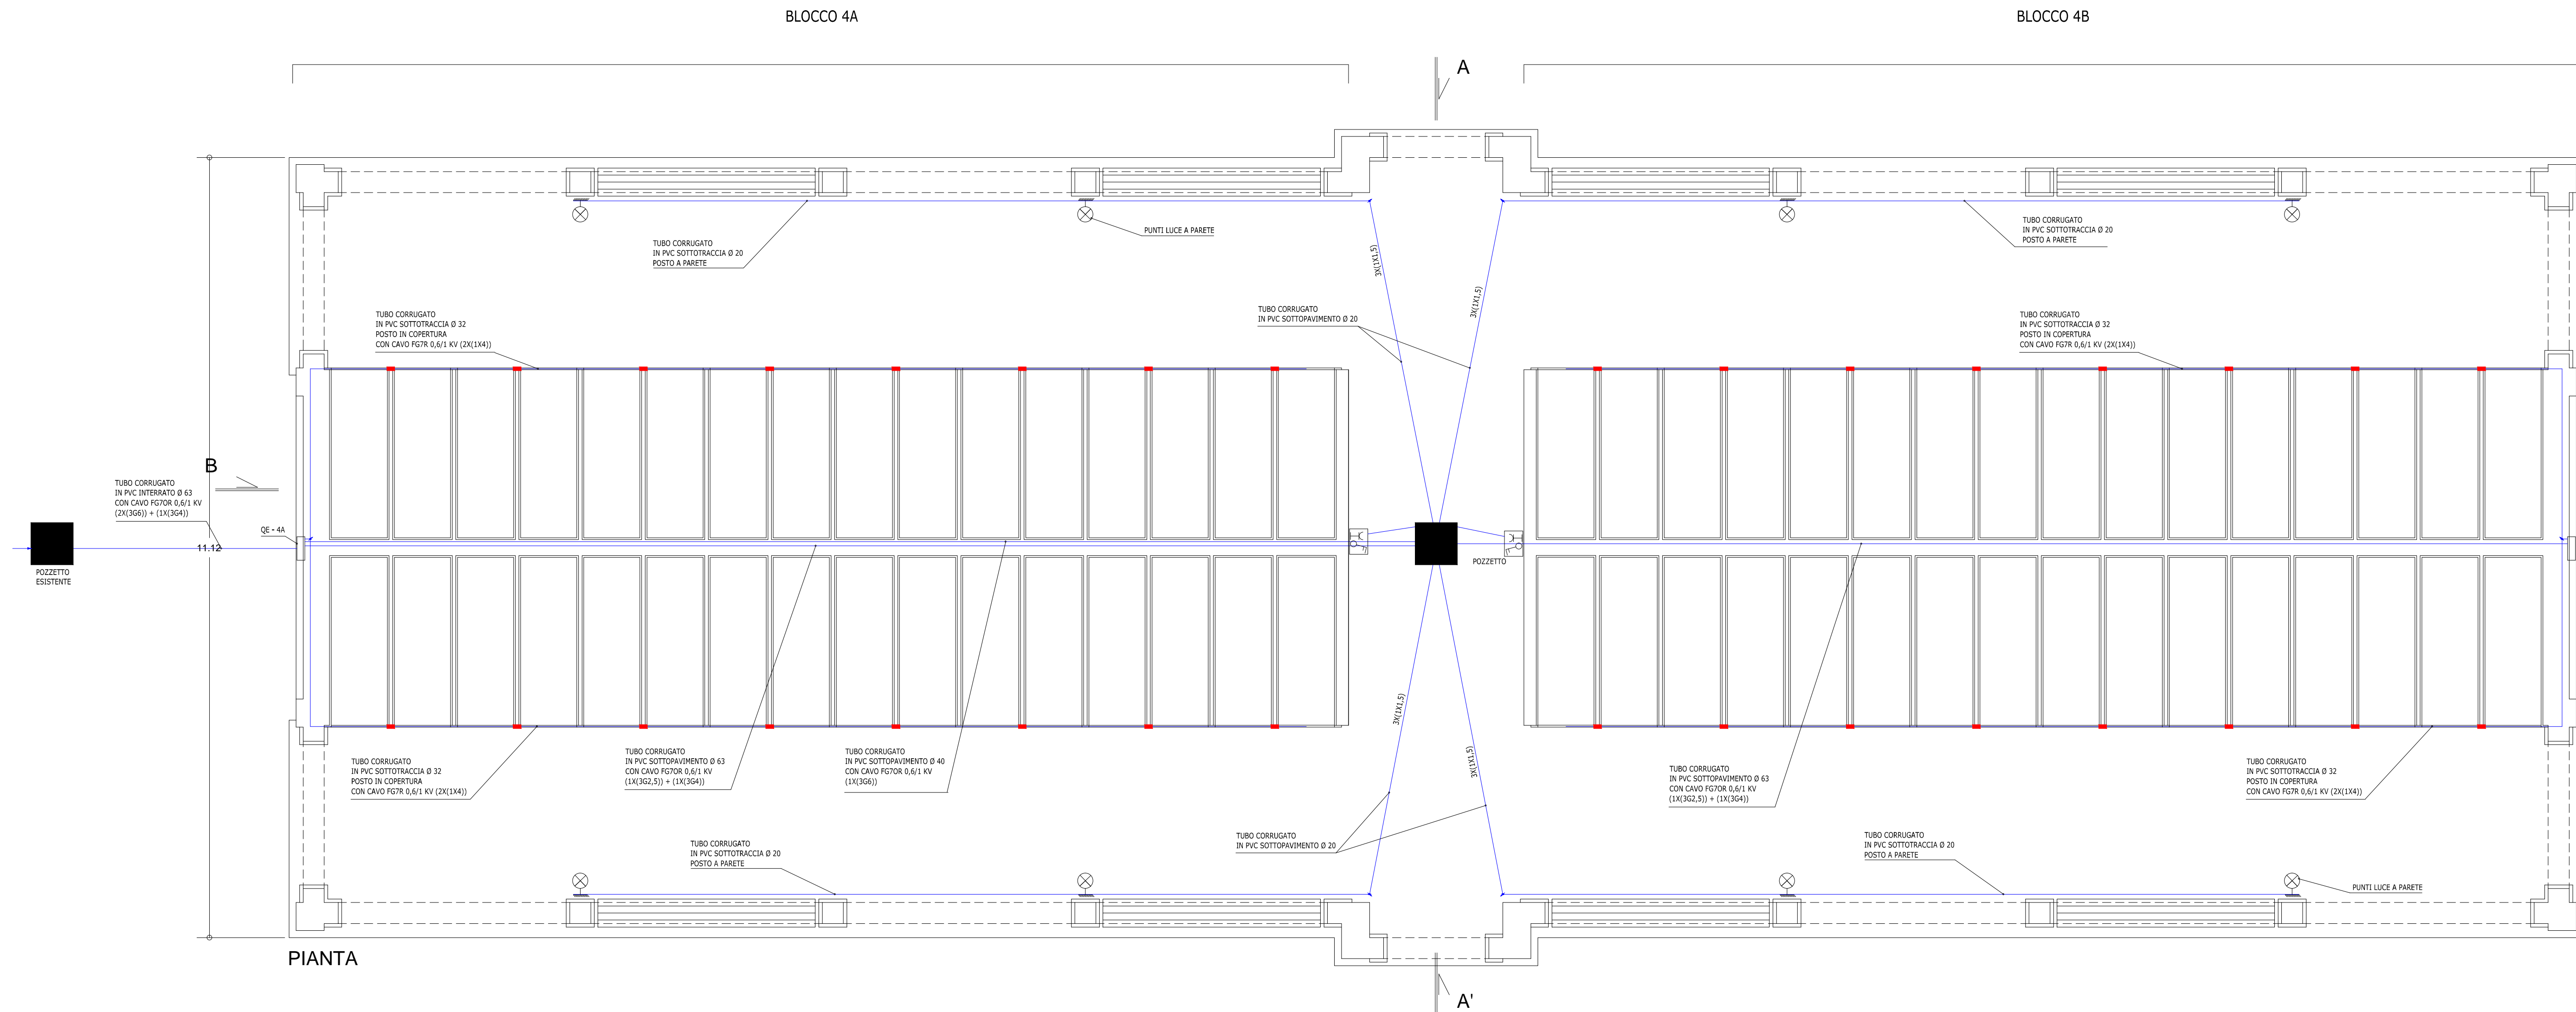 BLOCCO 4A
BLOCCO 4B
A
PUNTI LUCE A PARETE
TUBO CORRUGATO
IN PVC SOTTOTRACCIA Ø 20
POSTO A PARETE
TUBO CORRUGATO
IN PVC SOTTOTRACCIA Ø 20
POSTO A PARETE
3X(1X1,5)
3X(1X1,5)
TUBO CORRUGATO
IN PVC SOTTOTRACCIA Ø 32
POSTO IN COPERTURA
CON CAVO FG7R 0,6/1 KV (2X(1X4))
TUBO CORRUGATO
IN PVC SOTTOPAVIMENTO Ø 20
TUBO CORRUGATO
IN PVC SOTTOTRACCIA Ø 32
POSTO IN COPERTURA
CON CAVO FG7R 0,6/1 KV (2X(1X4))
B
TUBO CORRUGATO
IN PVC INTERRATO Ø 63
CON CAVO FG7OR 0,6/1 KV
(2X(3G6)) + (1X(3G4))
QE - 4A
11.12
POZZETTO
ESISTENTE
POZZETTO
3X(1X1,5)
3X(1X1,5)
TUBO CORRUGATO
IN PVC SOTTOTRACCIA Ø 32
POSTO IN COPERTURA
CON CAVO FG7R 0,6/1 KV (2X(1X4))
TUBO CORRUGATO
IN PVC SOTTOPAVIMENTO Ø 63
CON CAVO FG7OR 0,6/1 KV
(1X(3G2,5)) + (1X(3G4))
TUBO CORRUGATO
IN PVC SOTTOPAVIMENTO Ø 40
CON CAVO FG7OR 0,6/1 KV
(1X(3G6))
TUBO CORRUGATO
IN PVC SOTTOPAVIMENTO Ø 63
CON CAVO FG7OR 0,6/1 KV
(1X(3G2,5)) + (1X(3G4))
TUBO CORRUGATO
IN PVC SOTTOTRACCIA Ø 32
POSTO IN COPERTURA
CON CAVO FG7R 0,6/1 KV (2X(1X4))
TUBO CORRUGATO
IN PVC SOTTOTRACCIA Ø 20
POSTO A PARETE
TUBO CORRUGATO
IN PVC SOTTOPAVIMENTO Ø 20
TUBO CORRUGATO
IN PVC SOTTOTRACCIA Ø 20
POSTO A PARETE
PUNTI LUCE A PARETE
PIANTA
A'